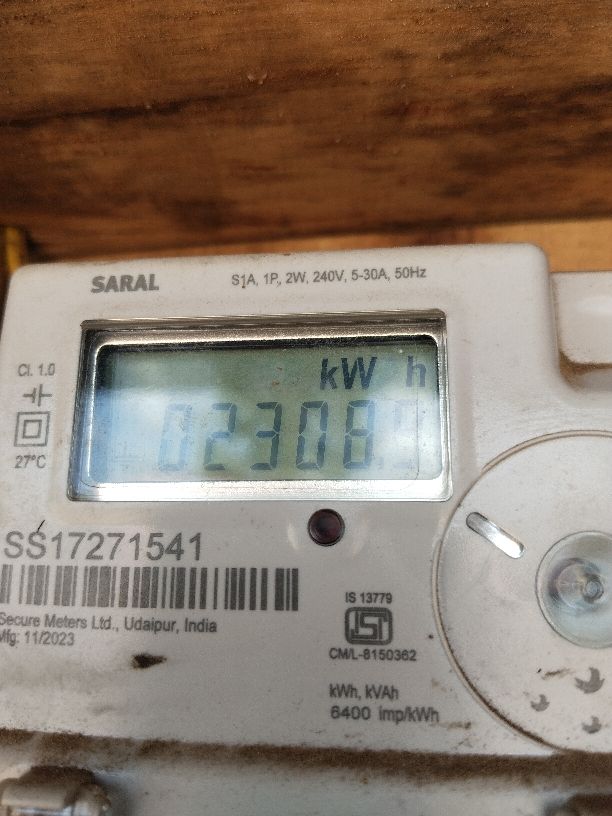 SARAL
S1A, 1P, 2W, 240V, 5-30A, 50Hz
Cl. 1.0
kW h
02308.
27°C
SS17271541
Secure Meters Ltd., Udaipur, India
Mfg: 11/2023
IS 13779
ISI
CM/L-8150362
kWh, kVAh
6400 imp/kWh